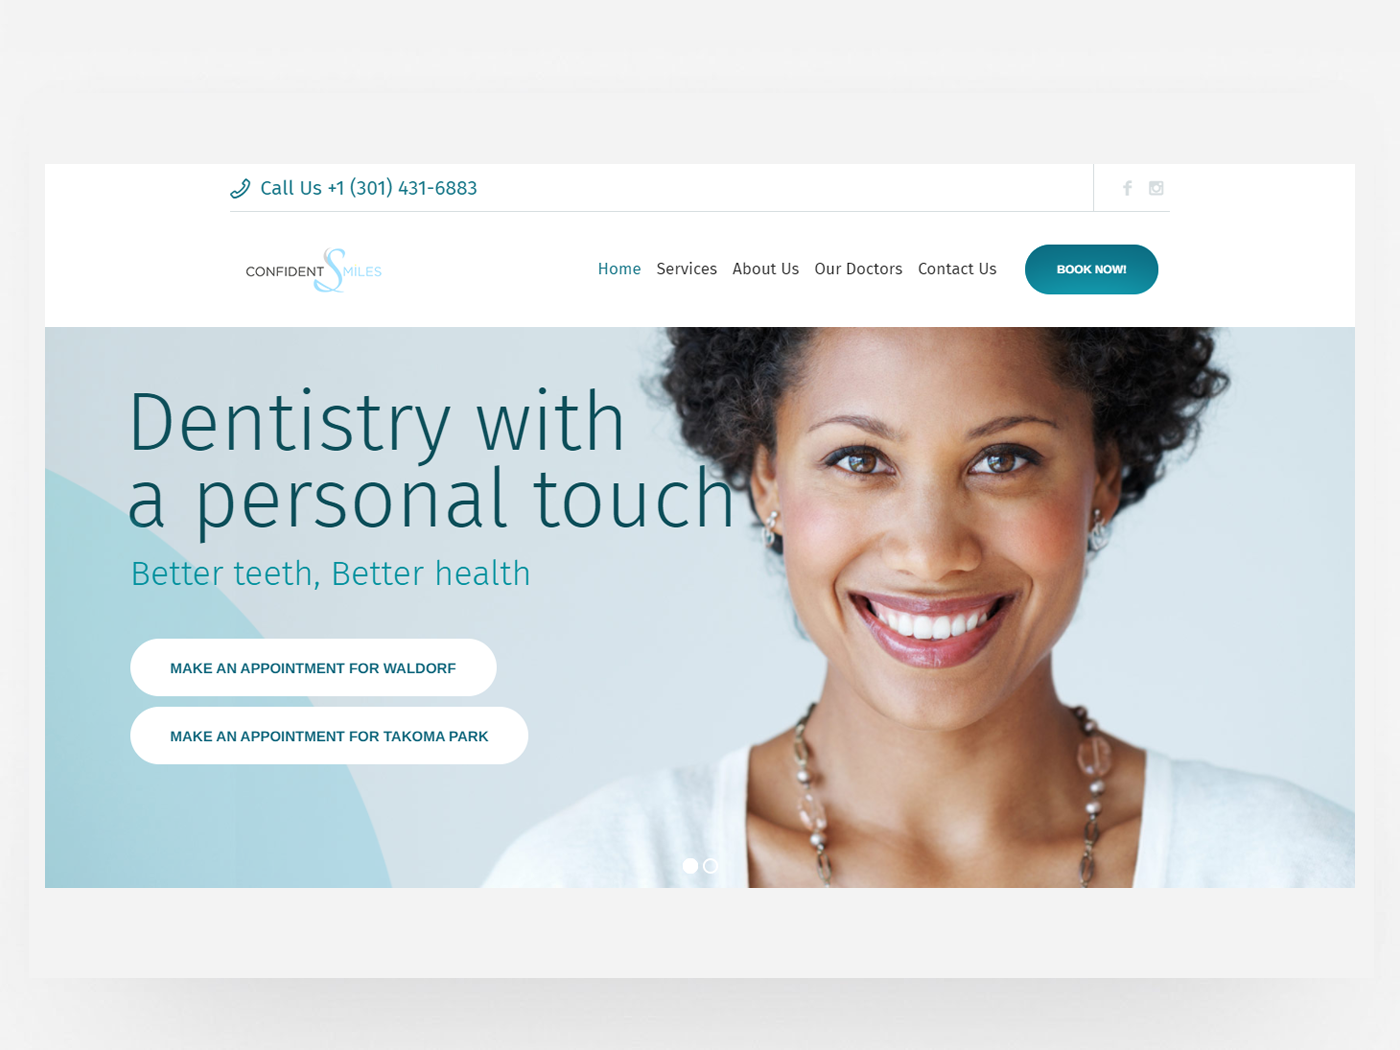 Call Us +1 (301) 431-6883
CONFIDENT SMILES
Home Services About Us Our Doctors Contact Us BOOK NOW!
Dentistry with
a personal touch
Better teeth, Better health
MAKE AN APPOINTMENT FOR WALDORF
MAKE AN APPOINTMENT FOR TAKOMA PARK